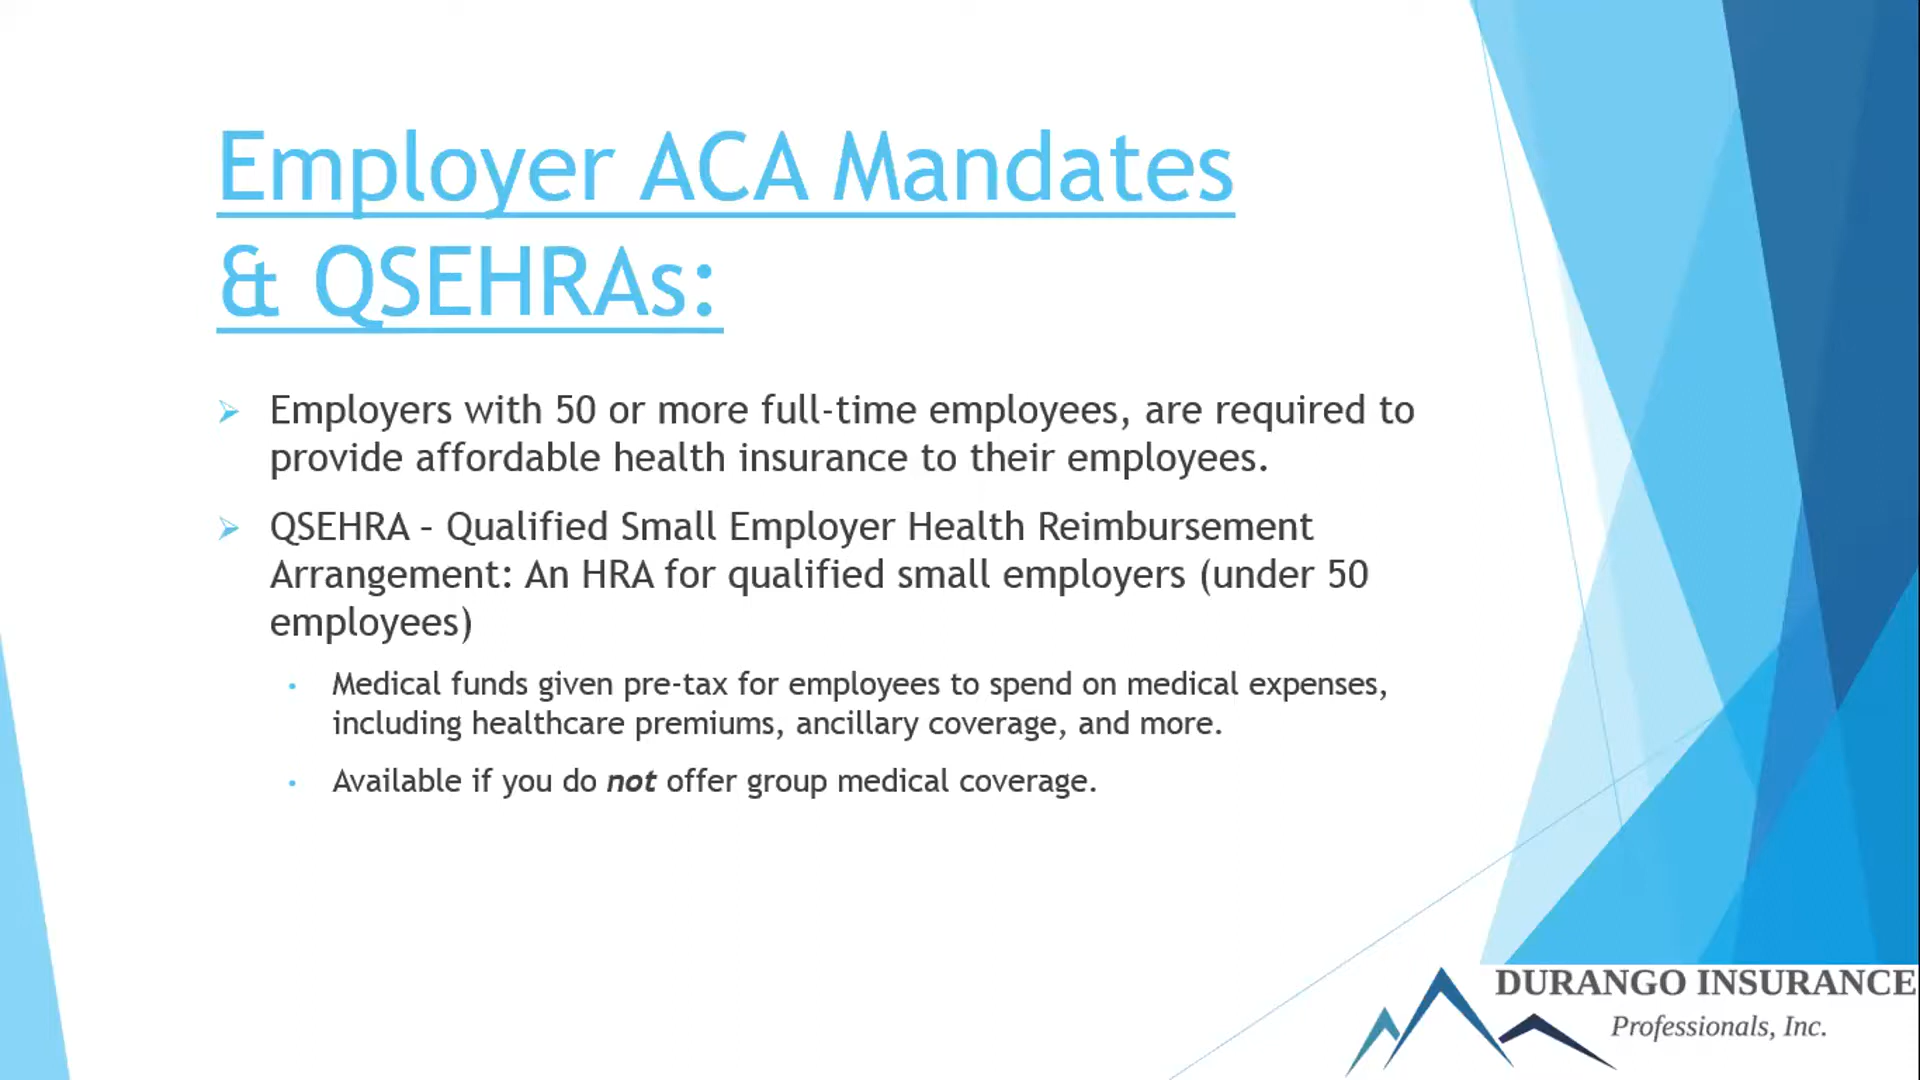 Employer ACA Mandates
& QSEHRAs:
Employers with 50 or more full-time employees, are required to
provide affordable health insurance to their employees.
QSEHRA – Qualified Small Employer Health Reimbursement
Arrangement: An HRA for qualified small employers (under 50
employees)
Medical funds given pre-tax for employees to spend on medical expenses,
including healthcare premiums, ancillary coverage, and more.
Available if you do not offer group medical coverage.
DURANGO INSURANCE
Professionals, Inc.